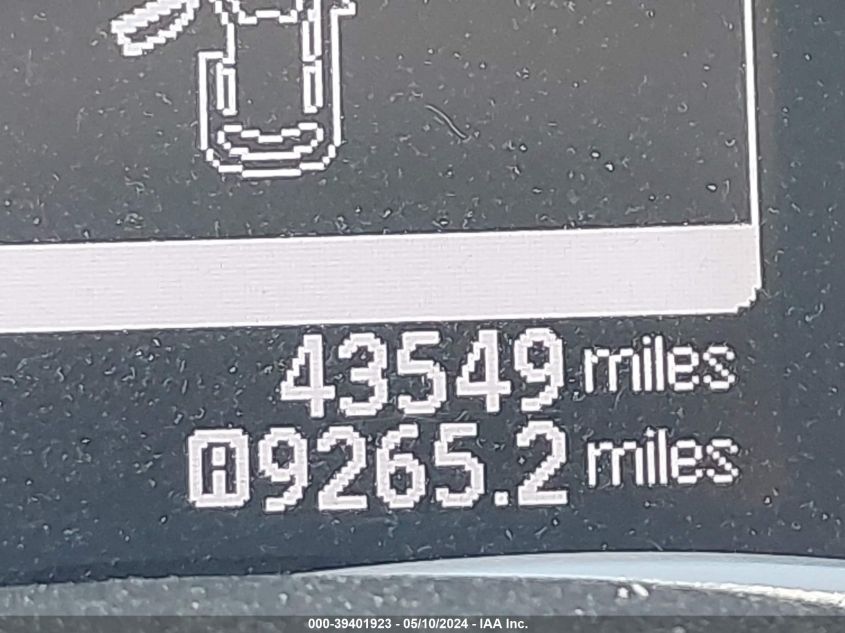 43549 miles
A 9265.2 miles
000-39401923 - 05/10/2024 - IAA Inc.